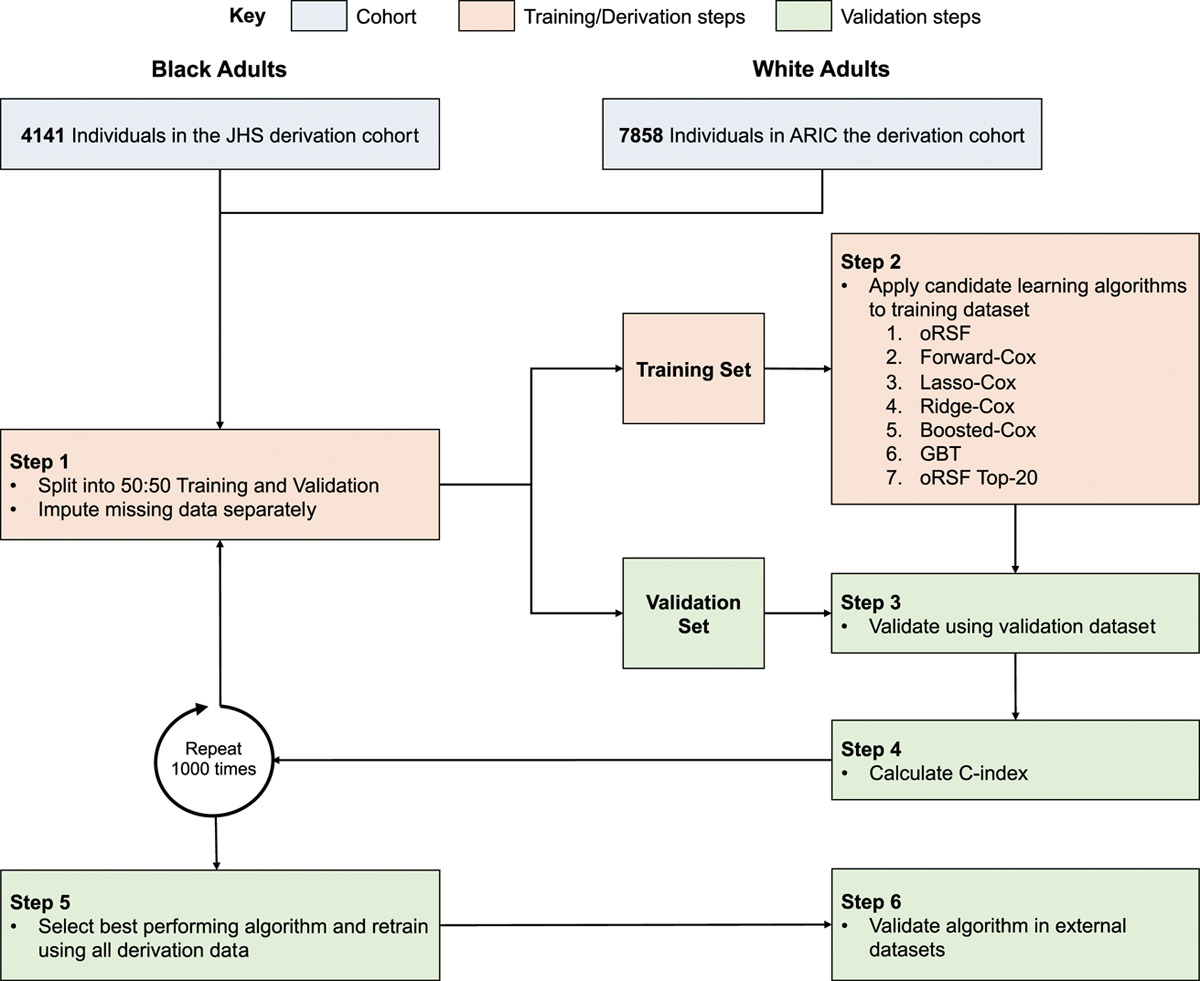 Key Cohort Training/Derivation steps Validation steps
Black Adults
White Adults
4141 Individuals in the JHS derivation cohort
7858 Individuals in ARIC the derivation cohort
Step 2
• Apply candidate learning algorithms
to training dataset
1. oRSF
2. Forward-Cox
3. Lasso-Cox
4. Ridge-Cox
5. Boosted-Cox
6. GBT
7. oRSF Top-20
Training Set
Step 1
• Split into 50:50 Training and Validation
• Impute missing data separately
Validation
Set
Step 3
• Validate using validation dataset
Step 4
• Calculate C-index
Repeat
1000 times
Step 5
• Select best performing algorithm and retrain
using all derivation data
Step 6
• Validate algorithm in external
datasets